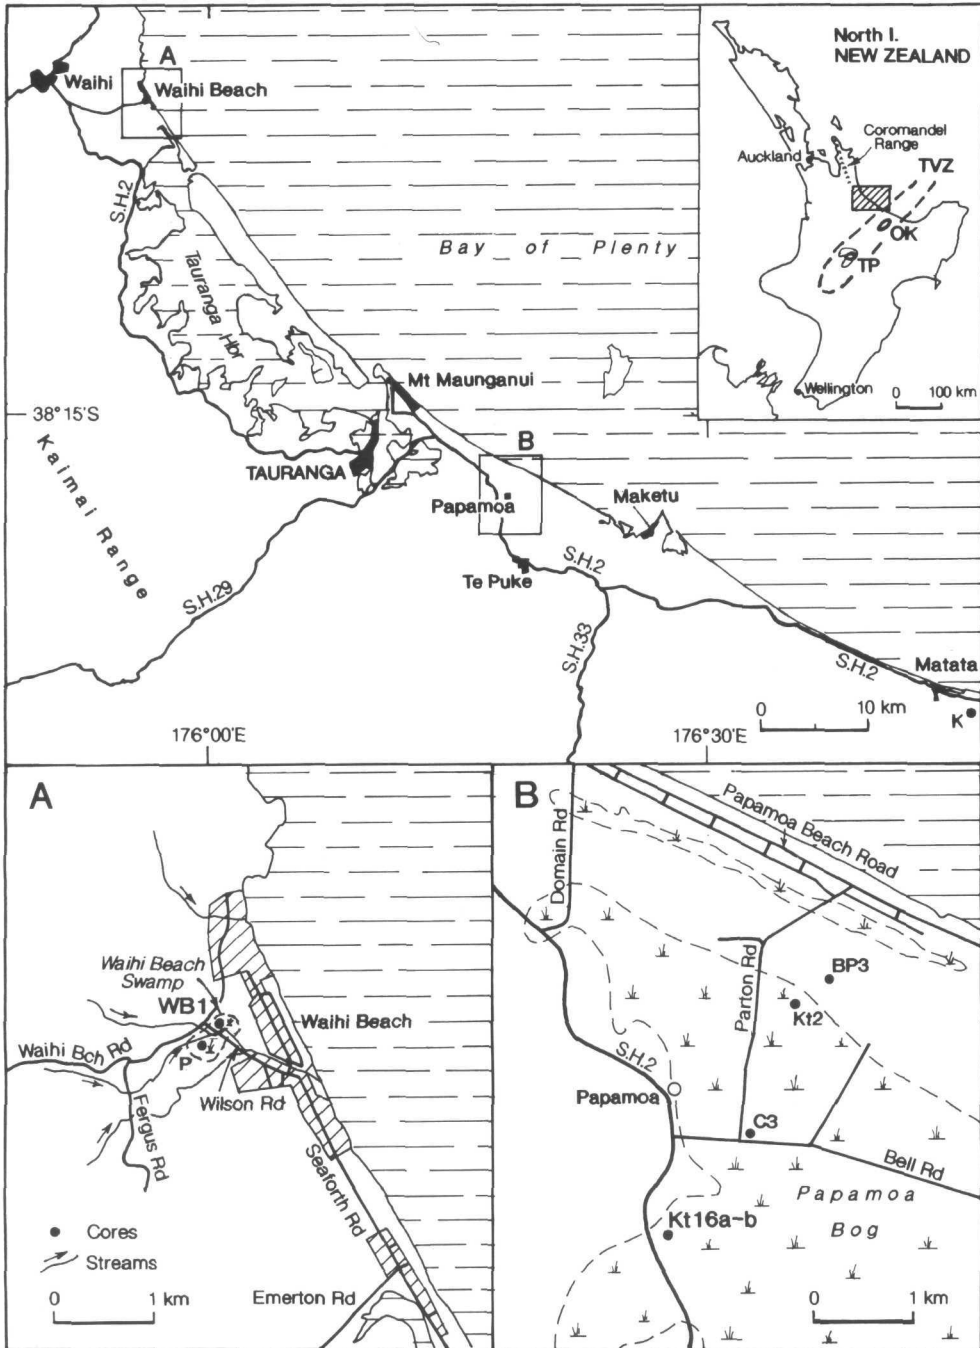 A
Waihi
Waihi Beach
S.H.2
Tauranga Hbr
Bay of Plenty
38°15'S
Kaimai Range
Mt Maunganui
TAURANGA
B
Papamoa
Maketu
Te Puke
S.H.2
S.H.29
S.H.33
S.H.2
Matata
K
0 10 km
176°00'E
176°30'E
North I.
NEW ZEALAND
Coromandel
Range
Auckland
TVZ
OK
TP
Wellington
0 100 km
A
Waihi Beach
Swamp
WB1
Waihi Beach
Waihi Bch Rd
P
Wilson Rd
Fergus Rd
Seaforth Rd
Cores
Streams
Emerton Rd
0 1 km
B
Domain Rd
Papamoa Beach Road
Parton Rd
BP3
Kt2
S.H.2
Papamoa
C3
Bell Rd
Papamoa
Bog
Kt16a-b
0 1 km